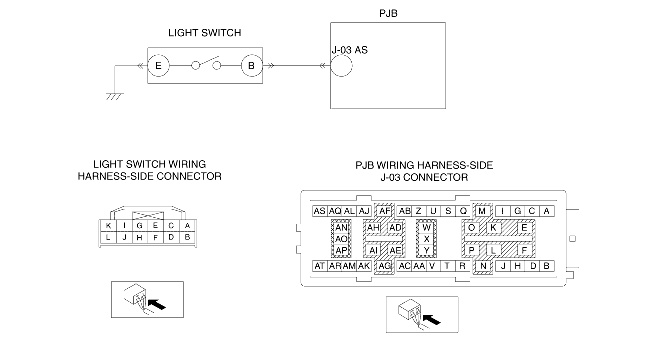 PJB
LIGHT SWITCH
J-03 AS
E B
LIGHT SWITCH WIRING
HARNESS-SIDE CONNECTOR
K I G E C A
L J H F D B
PJB WIRING HARNESS-SIDE
J-03 CONNECTOR
AS AQ AL AJ AF AB Z U S Q M I G C A
AN AH AD W O K E
AO X
AP AI AE Y P L F
AT AR AM AK AG AC AA V T R N J H D B